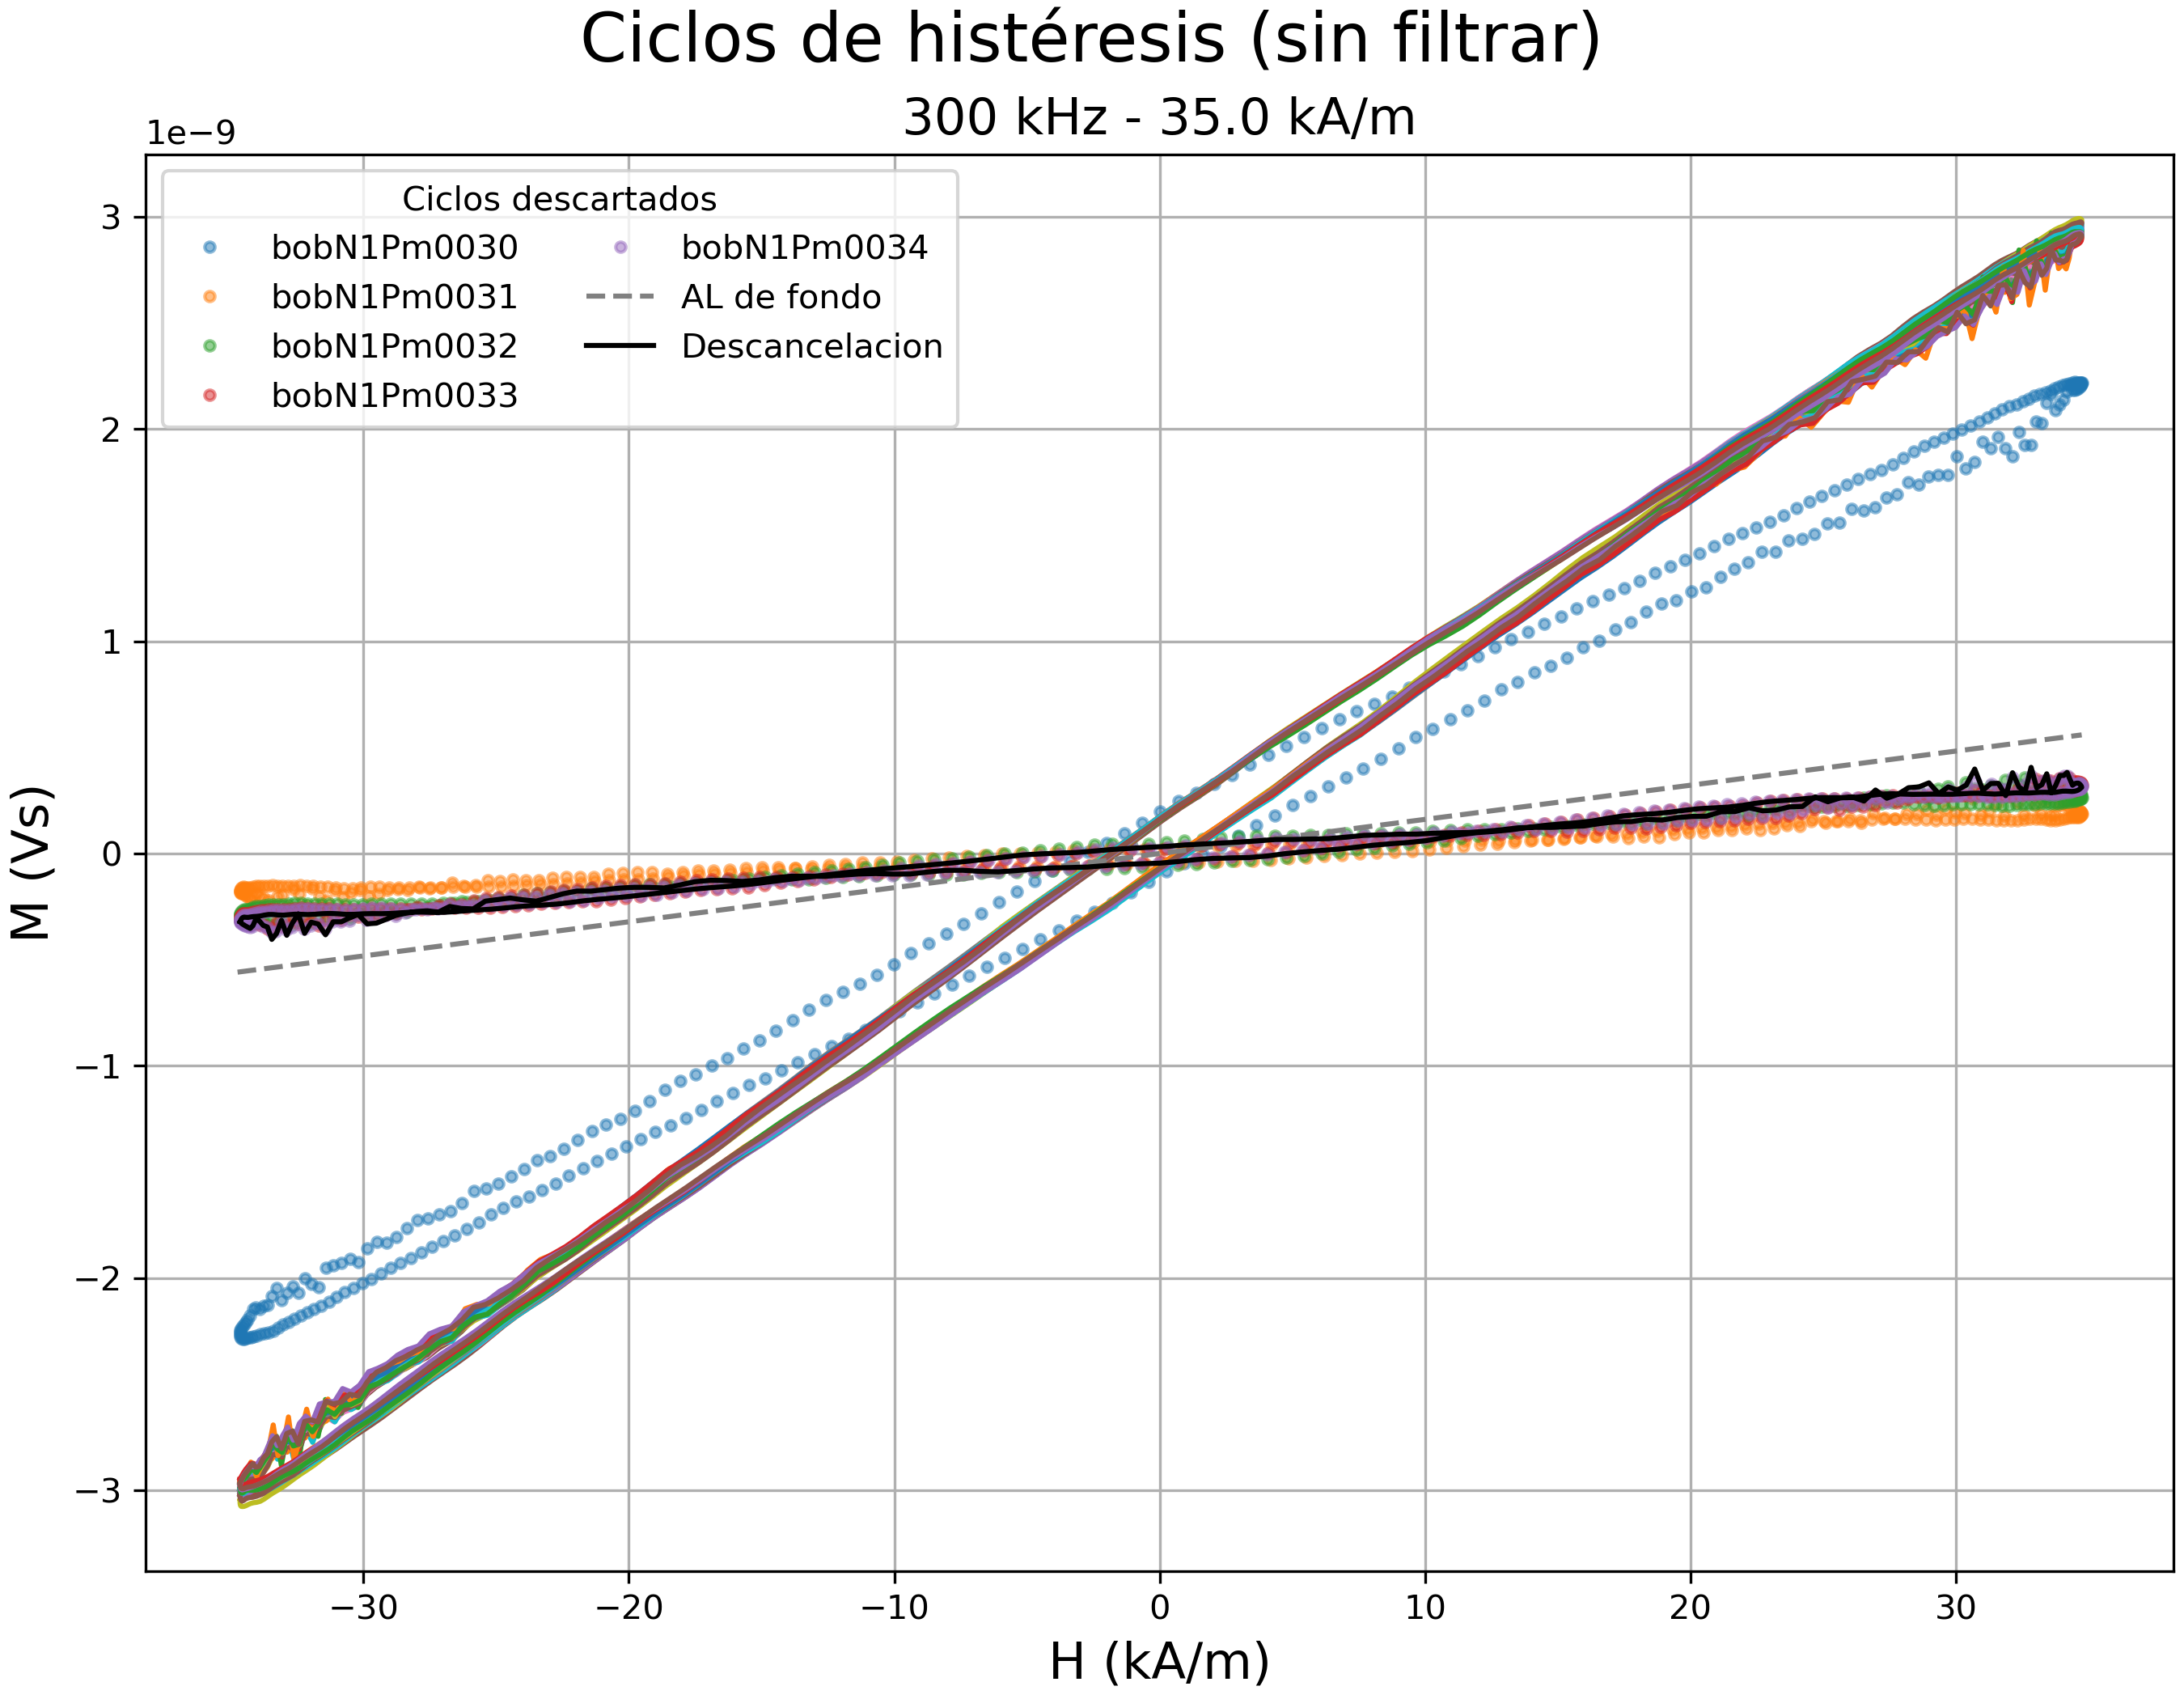 Ciclos de histéresis (sin filtrar)
300 kHz - 35.0 kA/m
1e−9
Ciclos descartados
bobN1Pm0030
bobN1Pm0031
bobN1Pm0032
bobN1Pm0033
bobN1Pm0034
AL de fondo
Descancelacion
3
2
1
0
−1
−2
−3
M (Vs)
−30
−20
−10
0
10
20
30
H (kA/m)